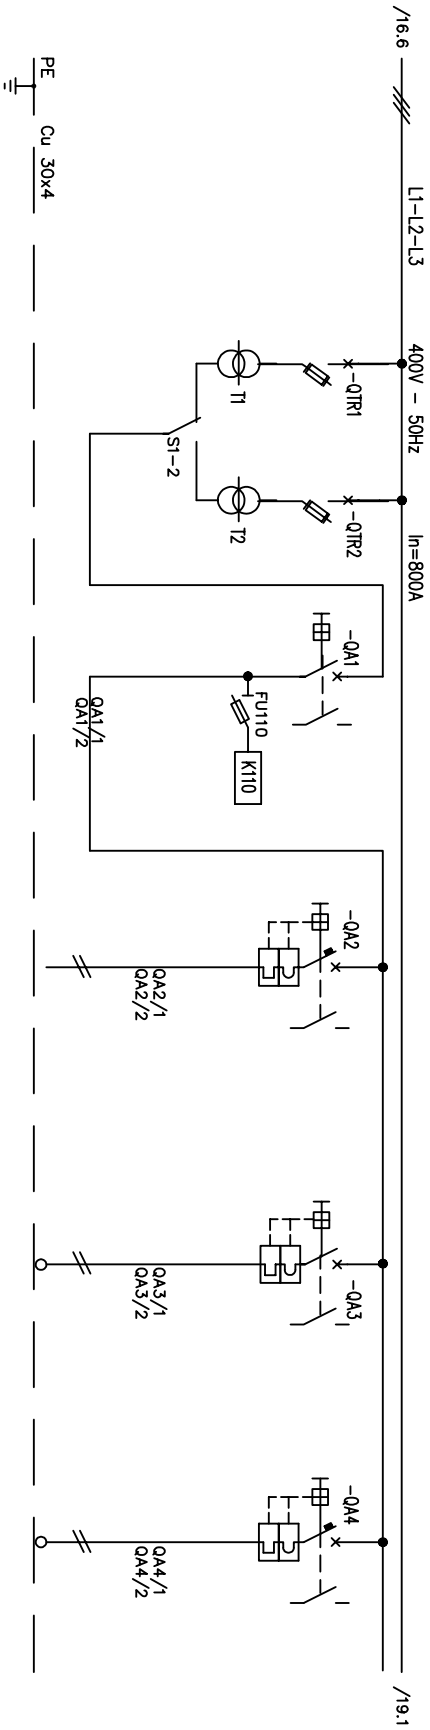 /16.6
L1-L2-L3
400V - 50Hz
In=800A
/19.1
PE
Cu 30x4
-QTR1
T1
S1-2
-QTR2
T2
-QA1
FU110
K110
QA1/1
QA1/2
-QA2
QA2/1
QA2/2
-QA3
QA3/1
QA3/2
-QA4
QA4/1
QA4/2